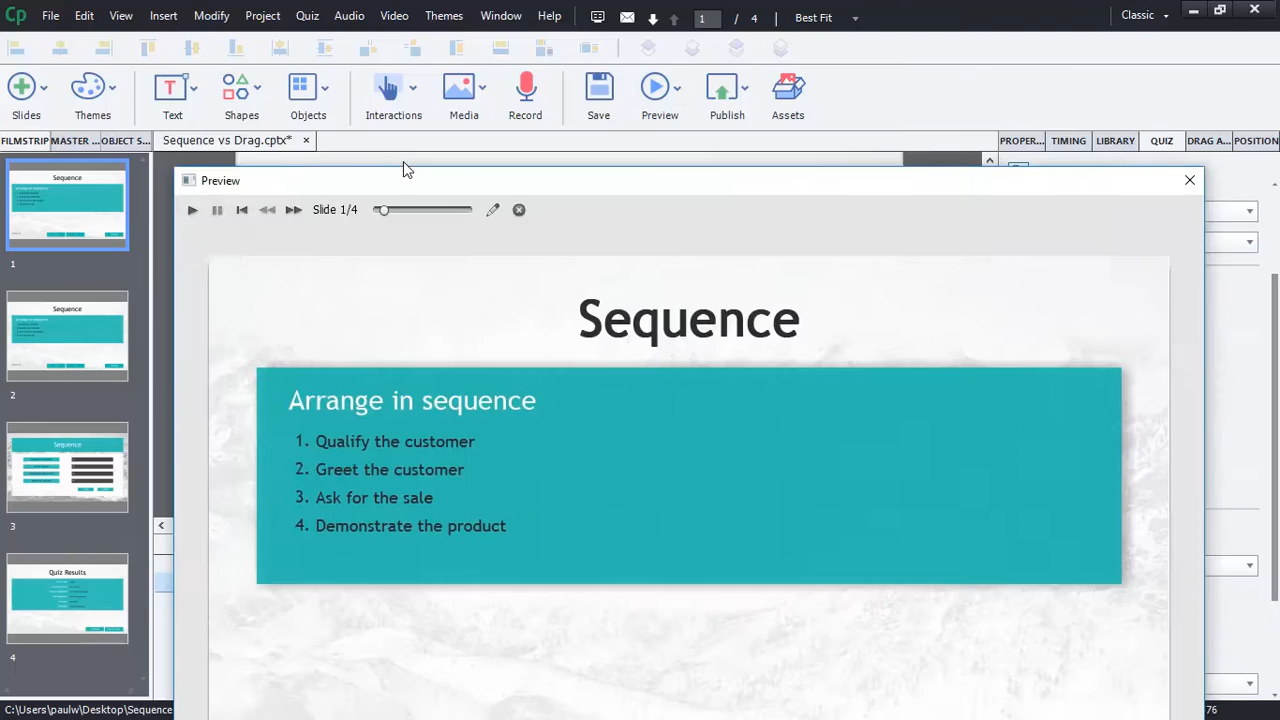 Cp File Edit View Insert Modify Project Quiz Audio Video Themes Window Help 1 / 4 Best Fit Classic
Slides Themes Text Shapes Objects Interactions Media Record Save Preview Publish Assets
FILMSTRIP MASTER ... OBJECT S... Sequence vs Drag.cptx* × PROPER... TIMING LIBRARY QUIZ DRAG A... POSITION
Preview
Slide 1/4
Sequence
Arrange in sequence
1. Qualify the customer
2. Greet the customer
3. Ask for the sale
4. Demonstrate the product
Sequence
1
Sequence
2
Sequence
3
Quiz Results
4
C:\Users\paulw\Desktop\Sequence
76